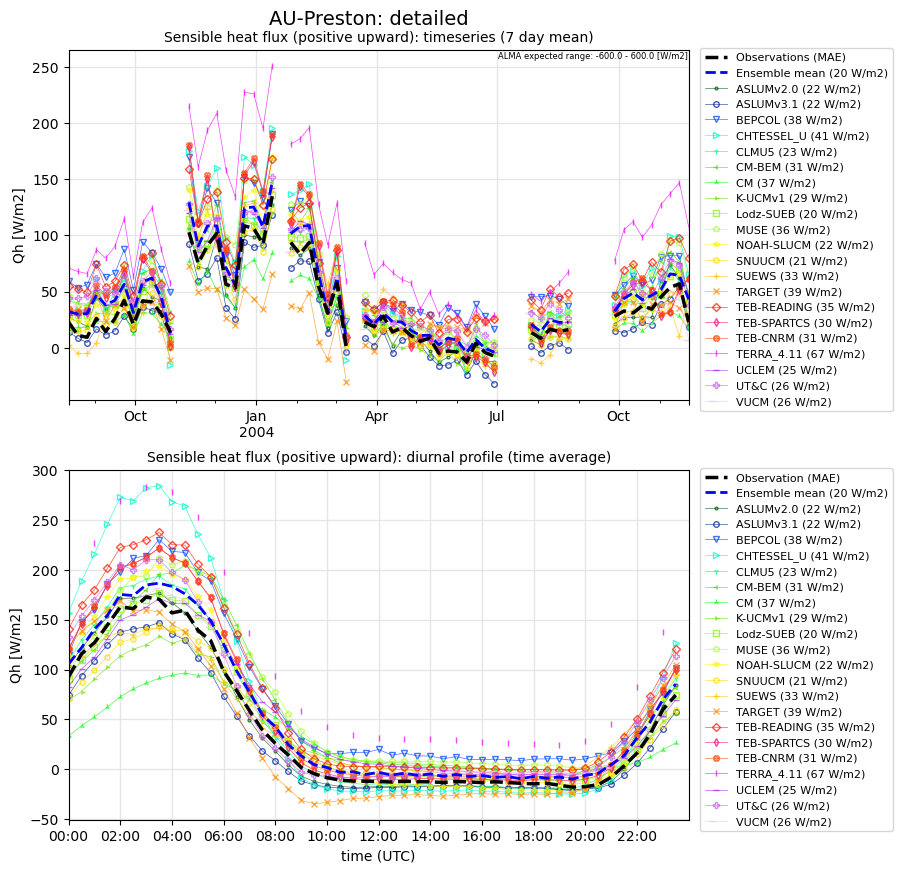 AU-Preston: detailed
Sensible heat flux (positive upward): timeseries (7 day mean)
ALMA expected range: -600.0 - 600.0 [W/m2]
Qh [W/m2]
250
200
150
100
50
0
Oct
Jan
2004
Apr
Jul
Oct
Observations (MAE)
Ensemble mean (20 W/m2)
ASLUMv2.0 (22 W/m2)
ASLUMv3.1 (22 W/m2)
BEPCOL (38 W/m2)
CHTESSEL_U (41 W/m2)
CLMU5 (23 W/m2)
CM-BEM (31 W/m2)
CM (37 W/m2)
K-UCMv1 (29 W/m2)
Lodz-SUEB (20 W/m2)
MUSE (36 W/m2)
NOAH-SLUCM (22 W/m2)
SNUUCM (21 W/m2)
SUEWS (33 W/m2)
TARGET (39 W/m2)
TEB-READING (35 W/m2)
TEB-SPARTCS (30 W/m2)
TEB-CNRM (31 W/m2)
TERRA_4.11 (67 W/m2)
UCLEM (25 W/m2)
UT&C (26 W/m2)
VUCM (26 W/m2)
Sensible heat flux (positive upward): diurnal profile (time average)
Qh [W/m2]
300
250
200
150
100
50
0
−50
00:00
02:00
04:00
06:00
08:00
10:00
12:00
14:00
16:00
18:00
20:00
22:00
time (UTC)
Observation (MAE)
Ensemble mean (20 W/m2)
ASLUMv2.0 (22 W/m2)
ASLUMv3.1 (22 W/m2)
BEPCOL (38 W/m2)
CHTESSEL_U (41 W/m2)
CLMU5 (23 W/m2)
CM-BEM (31 W/m2)
CM (37 W/m2)
K-UCMv1 (29 W/m2)
Lodz-SUEB (20 W/m2)
MUSE (36 W/m2)
NOAH-SLUCM (22 W/m2)
SNUUCM (21 W/m2)
SUEWS (33 W/m2)
TARGET (39 W/m2)
TEB-READING (35 W/m2)
TEB-SPARTCS (30 W/m2)
TEB-CNRM (31 W/m2)
TERRA_4.11 (67 W/m2)
UCLEM (25 W/m2)
UT&C (26 W/m2)
VUCM (26 W/m2)